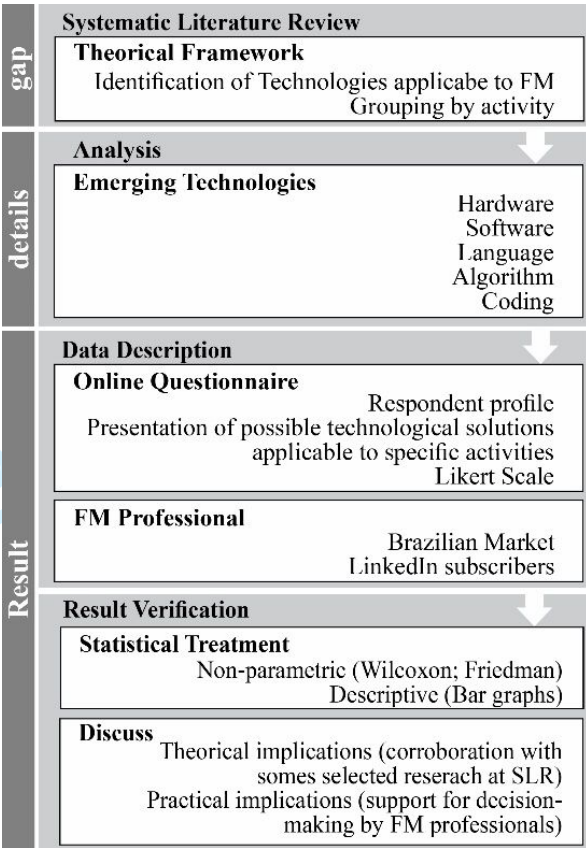 gap
Systematic Literature Review
Theorical Framework
Identification of Technologies applicabe to FM
Grouping by activity
details
Analysis
Emerging Technologies
Hardware
Software
Language
Algorithm
Coding
Result
Data Description
Online Questionnaire
Respondent profile
Presentation of possible technological solutions
applicable to specific activities
Likert Scale
FM Professional
Brazilian Market
LinkedIn subscribers
Result Verification
Statistical Treatment
Non-parametric (Wilcoxon; Friedman)
Descriptive (Bar graphs)
Discuss
Theorical implications (corroboration with
somes selected reserach at SLR)
Practical implications (support for decision-
making by FM professionals)